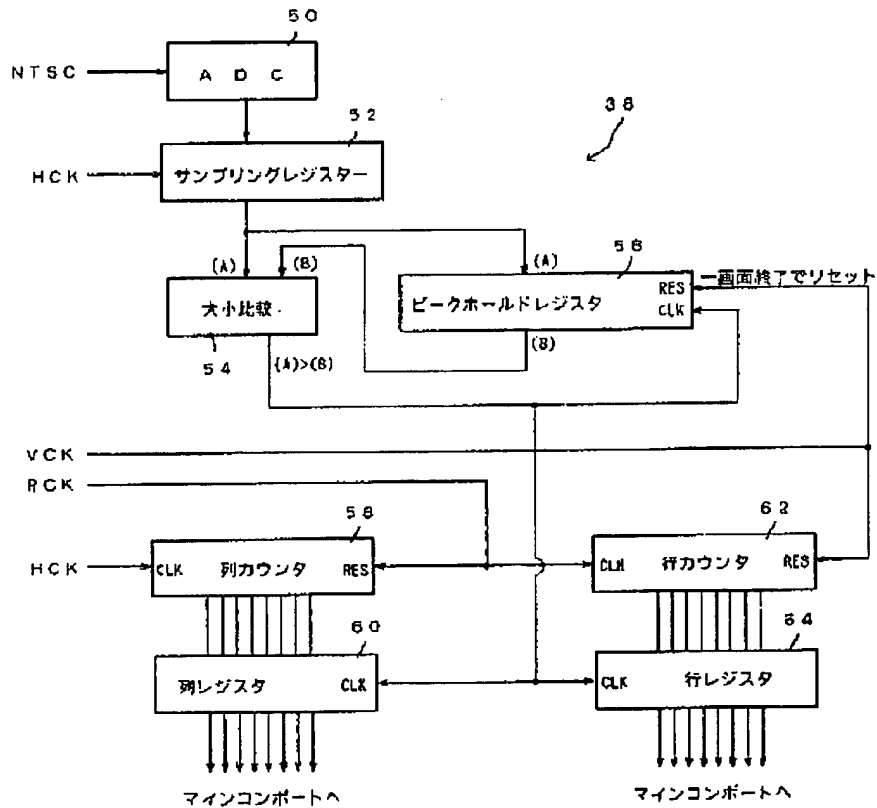 50
NTSC
A D C
38
52
HCK
サンプリングレジスター
(A)
(B)
(A)
56
一画面終了でリセット
大小比較
ピークホールドレジスタ
RES
CLK
54
(A)>(B)
(B)
VCK
RCK
58
62
HCK
CLK 列カウンタ RES
CLK 行カウンタ RES
60
64
列レジスタ CLK
CLK 行レジスタ
マインコンポートへ
マインコンポートへ